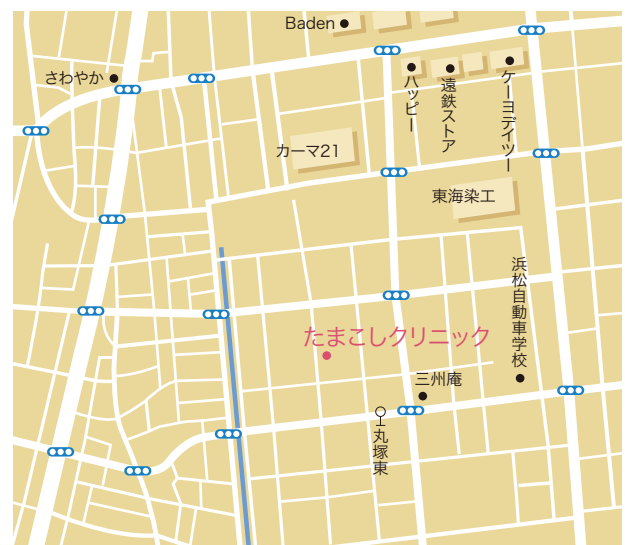 Baden
さわやか
ハッピー
遠鉄ストア
ケーヨデイツー
カーマ21
東海染工
浜松自動車学校
たまこしクリニック
三州庵
丸塚東